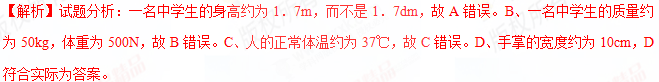 【解析】试题分析：一名中学生的身高约为 1．7m，而不是 1．7dm，故 A 错误。B、一名中学生的质量约
为 50kg，体重为 500N，故 B 错误。C、人的正常体温约为 37℃，故 C 错误。D、手掌的宽度约为 10cm，D
符合实际为答案。